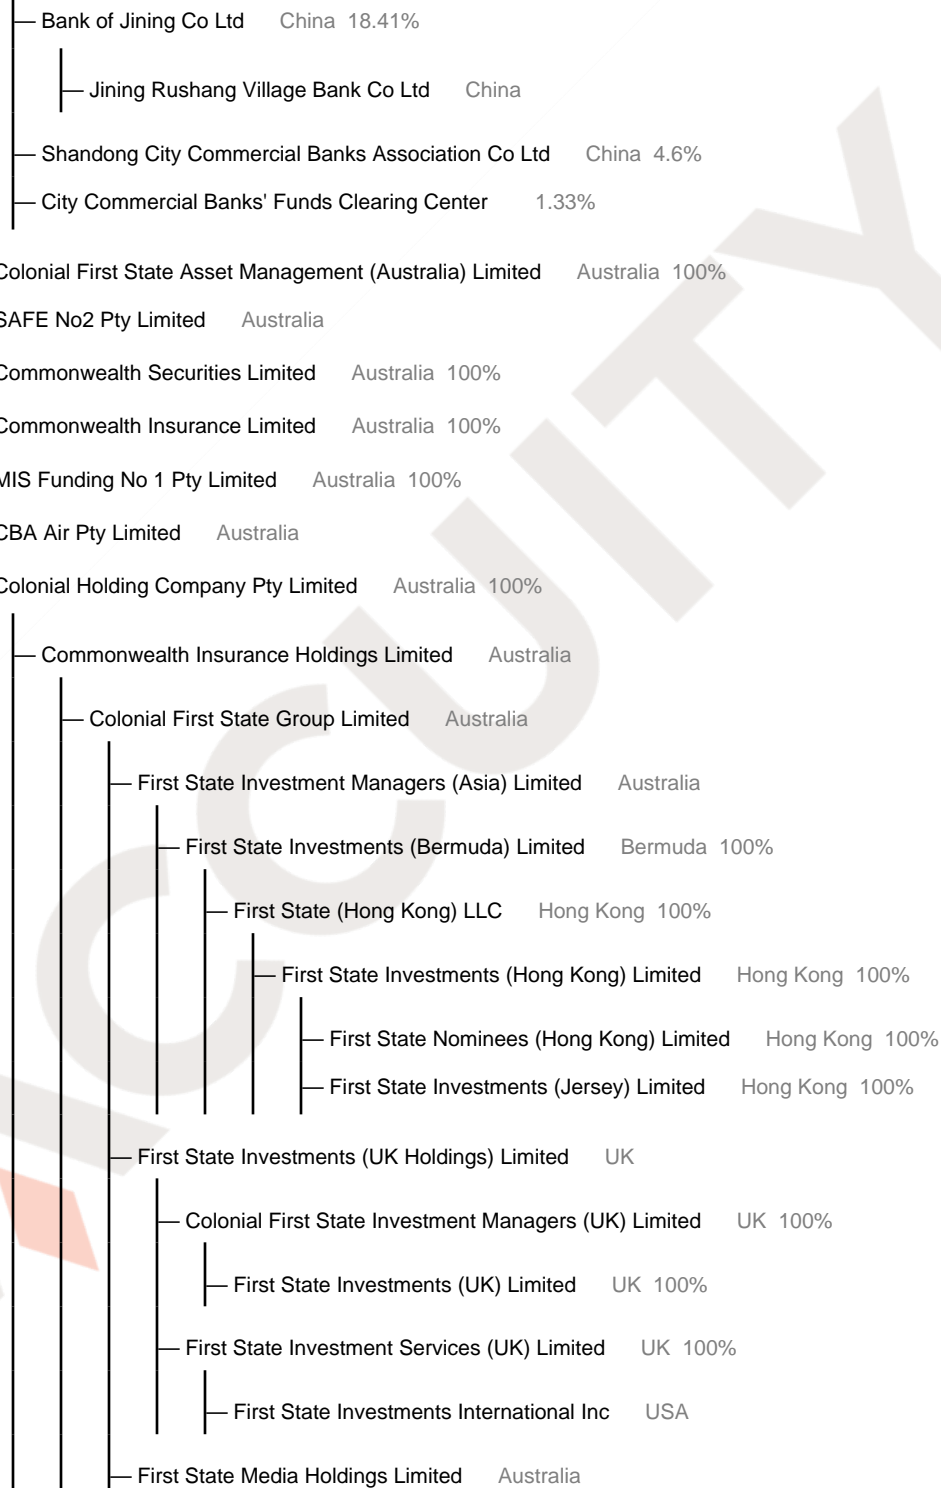 Bank of Jining Co Ltd China 18.41%
Jining Rushang Village Bank Co Ltd China
Shandong City Commercial Banks Association Co Ltd China 4.6%
City Commercial Banks' Funds Clearing Center 1.33%
Colonial First State Asset Management (Australia) Limited Australia 100%
SAFE No2 Pty Limited Australia
Commonwealth Securities Limited Australia 100%
Commonwealth Insurance Limited Australia 100%
MIS Funding No 1 Pty Limited Australia 100%
CBA Air Pty Limited Australia
Colonial Holding Company Pty Limited Australia 100%
Commonwealth Insurance Holdings Limited Australia
Colonial First State Group Limited Australia
First State Investment Managers (Asia) Limited Australia
First State Investments (Bermuda) Limited Bermuda 100%
First State (Hong Kong) LLC Hong Kong 100%
First State Investments (Hong Kong) Limited Hong Kong 100%
First State Nominees (Hong Kong) Limited Hong Kong 100%
First State Investments (Jersey) Limited Hong Kong 100%
First State Investments (UK Holdings) Limited UK
Colonial First State Investment Managers (UK) Limited UK 100%
First State Investments (UK) Limited UK 100%
First State Investment Services (UK) Limited UK 100%
First State Investments International Inc USA
First State Media Holdings Limited Australia
ACCUITY